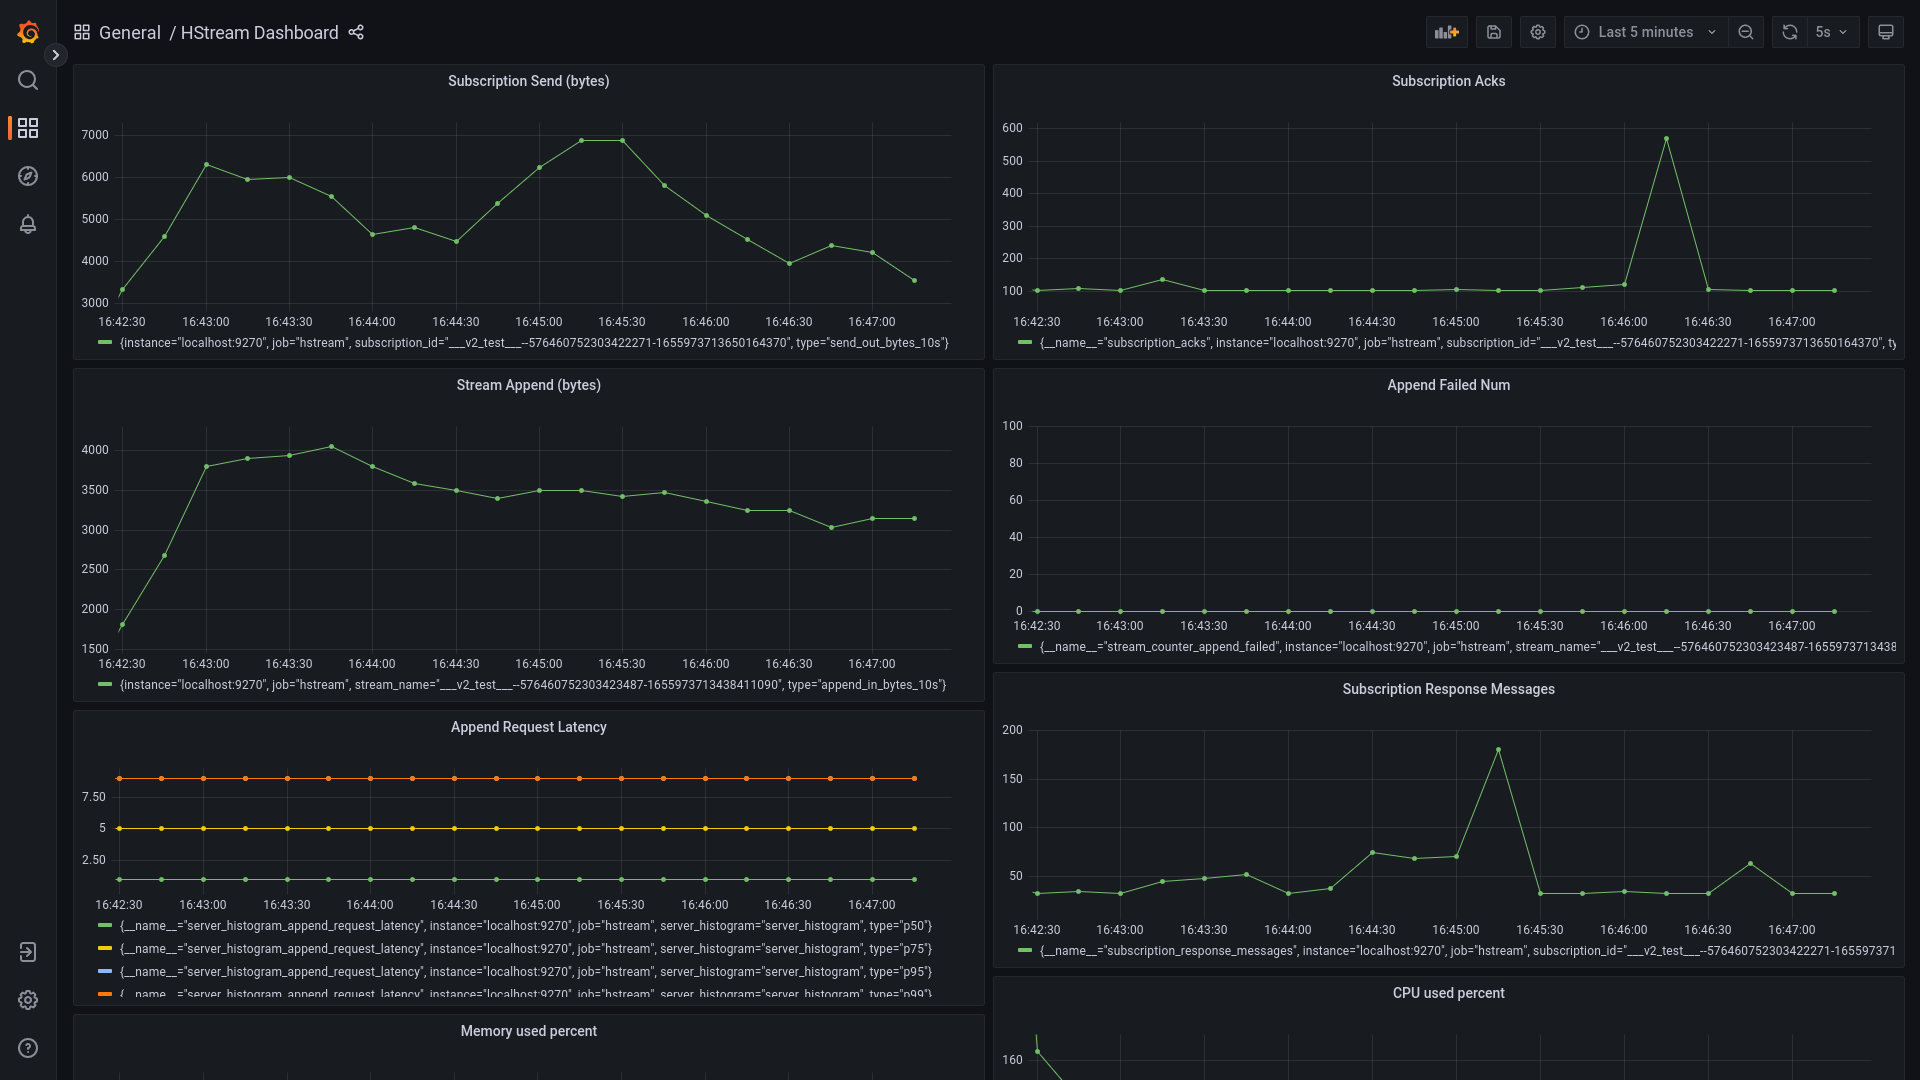 General / HStream Dashboard
Last 5 minutes
5s
Subscription Send (bytes)
7000
6000
5000
4000
3000
16:42:30 16:43:00 16:43:30 16:44:00 16:44:30 16:45:00 16:45:30 16:46:00 16:46:30 16:47:00
{instance="localhost:9270", job="hstream", subscription_id="___v2_test___--576460752303422271-1655973713650164370", type="send_out_bytes_10s"}
Subscription Acks
600
500
400
300
200
100
16:42:30 16:43:00 16:43:30 16:44:00 16:44:30 16:45:00 16:45:30 16:46:00 16:46:30 16:47:00
{__name__="subscription_acks", instance="localhost:9270", job="hstream", subscription_id="___v2_test___--576460752303422271-1655973713650164370", ty
Stream Append (bytes)
4000
3500
3000
2500
2000
1500
16:42:30 16:43:00 16:43:30 16:44:00 16:44:30 16:45:00 16:45:30 16:46:00 16:46:30 16:47:00
{instance="localhost:9270", job="hstream", stream_name="___v2_test___--576460752303423487-1655973713438411090", type="append_in_bytes_10s"}
Append Failed Num
100
80
60
40
20
0
16:42:30 16:43:00 16:43:30 16:44:00 16:44:30 16:45:00 16:45:30 16:46:00 16:46:30 16:47:00
{__name__="stream_counter_append_failed", instance="localhost:9270", job="hstream", stream_name="___v2_test___--576460752303423487-1655973713438
Append Request Latency
7.50
5
2.50
16:42:30 16:43:00 16:43:30 16:44:00 16:44:30 16:45:00 16:45:30 16:46:00 16:46:30 16:47:00
{__name__="server_histogram_append_request_latency", instance="localhost:9270", job="hstream", server_histogram="server_histogram", type="p50"}
{__name__="server_histogram_append_request_latency", instance="localhost:9270", job="hstream", server_histogram="server_histogram", type="p75"}
{__name__="server_histogram_append_request_latency", instance="localhost:9270", job="hstream", server_histogram="server_histogram", type="p95"}
{__name__="server_histogram_append_request_latency", instance="localhost:9270", job="hstream", server_histogram="server_histogram", type="p99"}
Subscription Response Messages
200
150
100
50
16:42:30 16:43:00 16:43:30 16:44:00 16:44:30 16:45:00 16:45:30 16:46:00 16:46:30 16:47:00
{__name__="subscription_response_messages", instance="localhost:9270", job="hstream", subscription_id="___v2_test___--576460752303422271-165597371
Memory used percent
CPU used percent
160